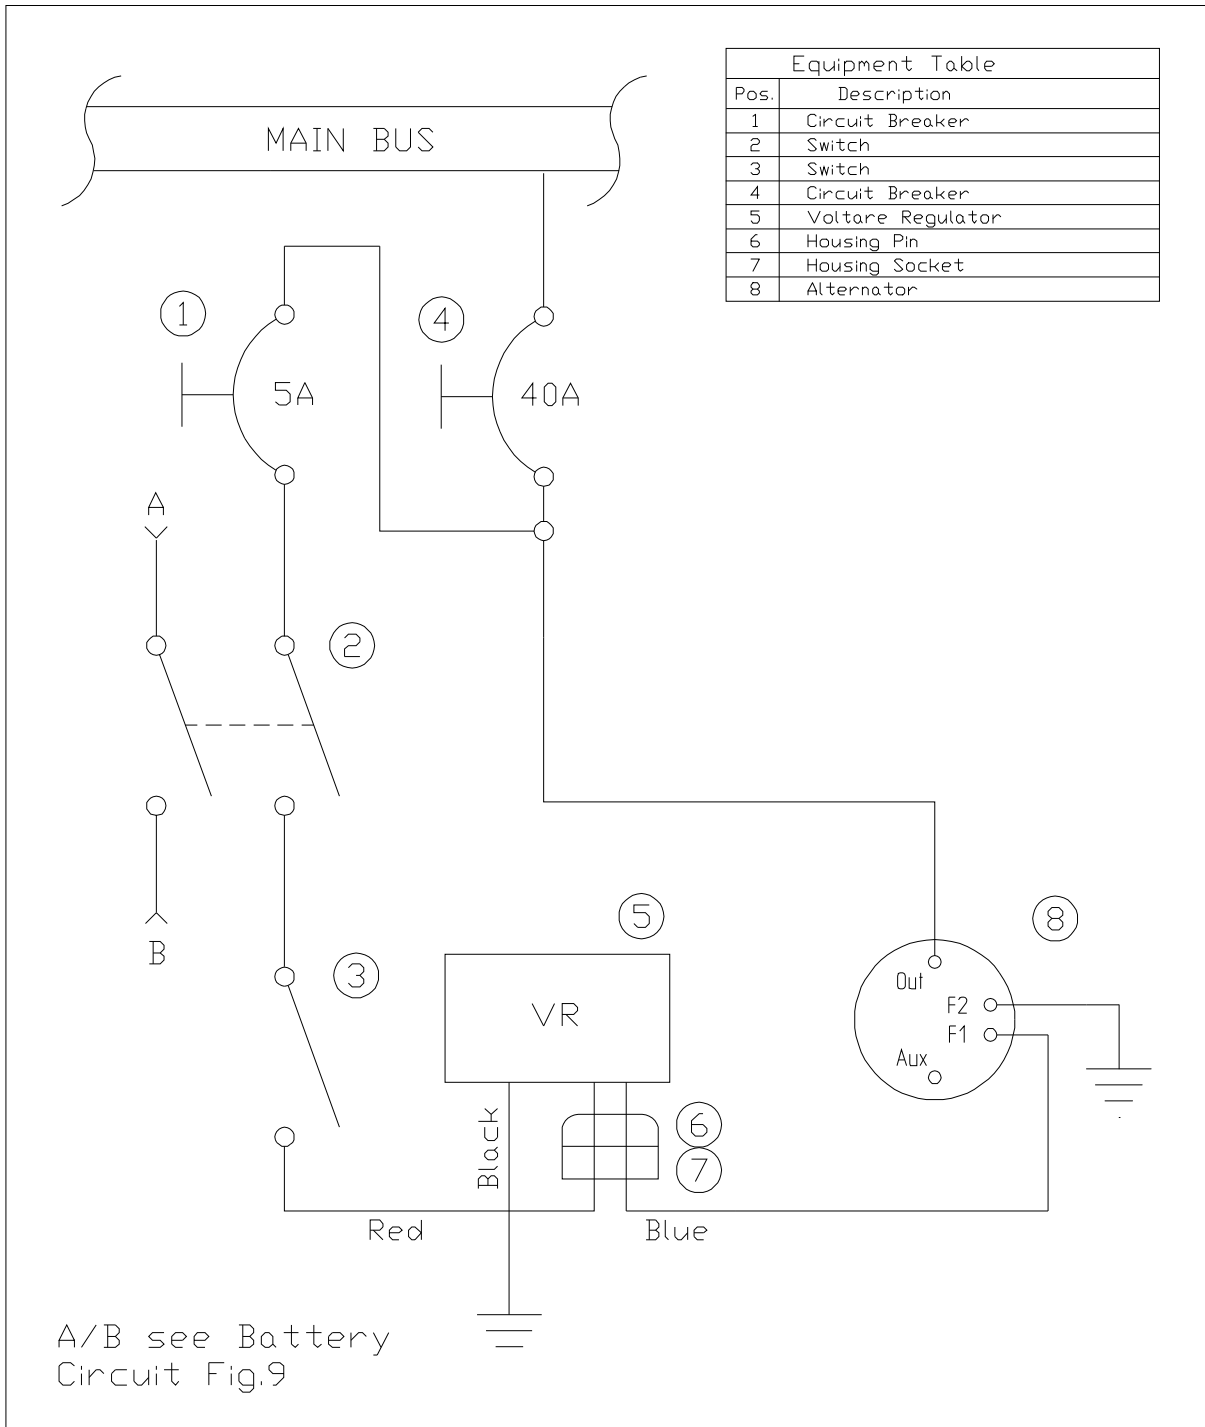 Equipment Table
Pos. Description
1 Circuit Breaker
2 Switch
3 Switch
4 Circuit Breaker
5 Voltare Regulator
6 Housing Pin
7 Housing Socket
8 Alternator
MAIN BUS
1
4
5A
40A
A
2
B
3
5
8
VR
Out
F2
F1
Aux
Black
6
7
Red
Blue
A/B see Battery
Circuit Fig.9